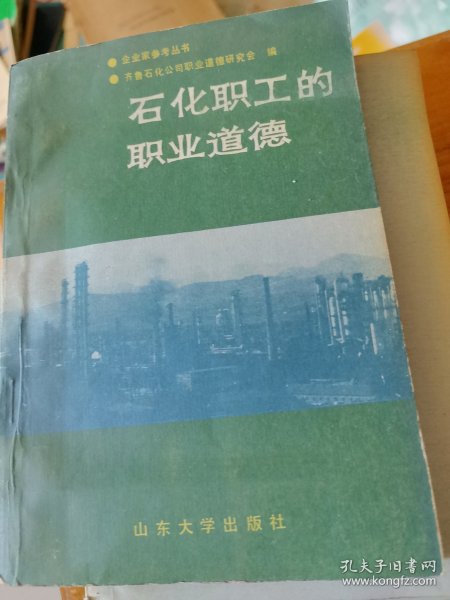 企业家参考丛书
齐鲁石化公司职业道德研究会 编
石化职工的
职业道德
山东大学出版社
孔夫子旧书网
www.kongfz.com